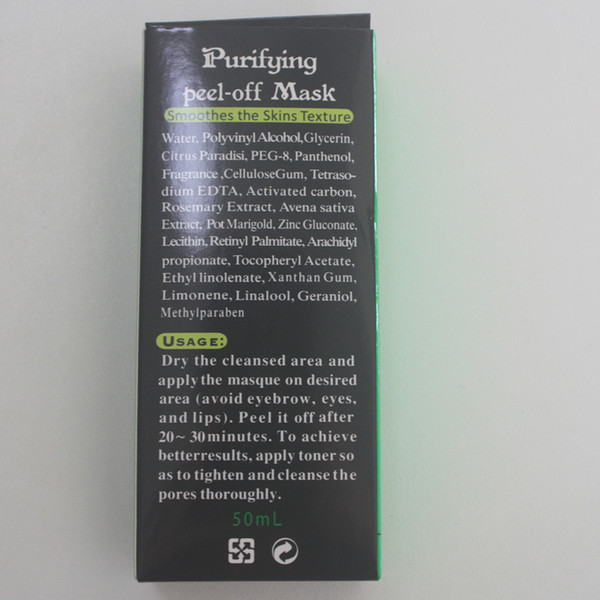 Purifying
peel-off Mask
Smoothes the Skins Texture
Water, Polyvinyl Alcohol, Glycerin,
Citrus Paradisi, PEG-8, Panthenol,
Fragrance ,CelluloseGum, Tetraso-
dium EDTA, Activated carbon,
Rosemary Extract, Avena sativa
Extract, Pot Marigold, Zinc Gluconate,
Lecithin, Retinyl Palmitate, Arachidyl
propionate, Tocopheryl Acetate,
Ethyl linolenate, Xanthan Gum,
Limonene, Linalool, Geraniol,
Methylparaben
USAGE:
Dry the cleansed area and
apply the masque on desired
area (avoid eyebrow, eyes,
and lips). Peel it off after
20~ 30minutes. To achieve
betterresults, apply toner so
as to tighten and cleanse the
pores thoroughly.
50mL